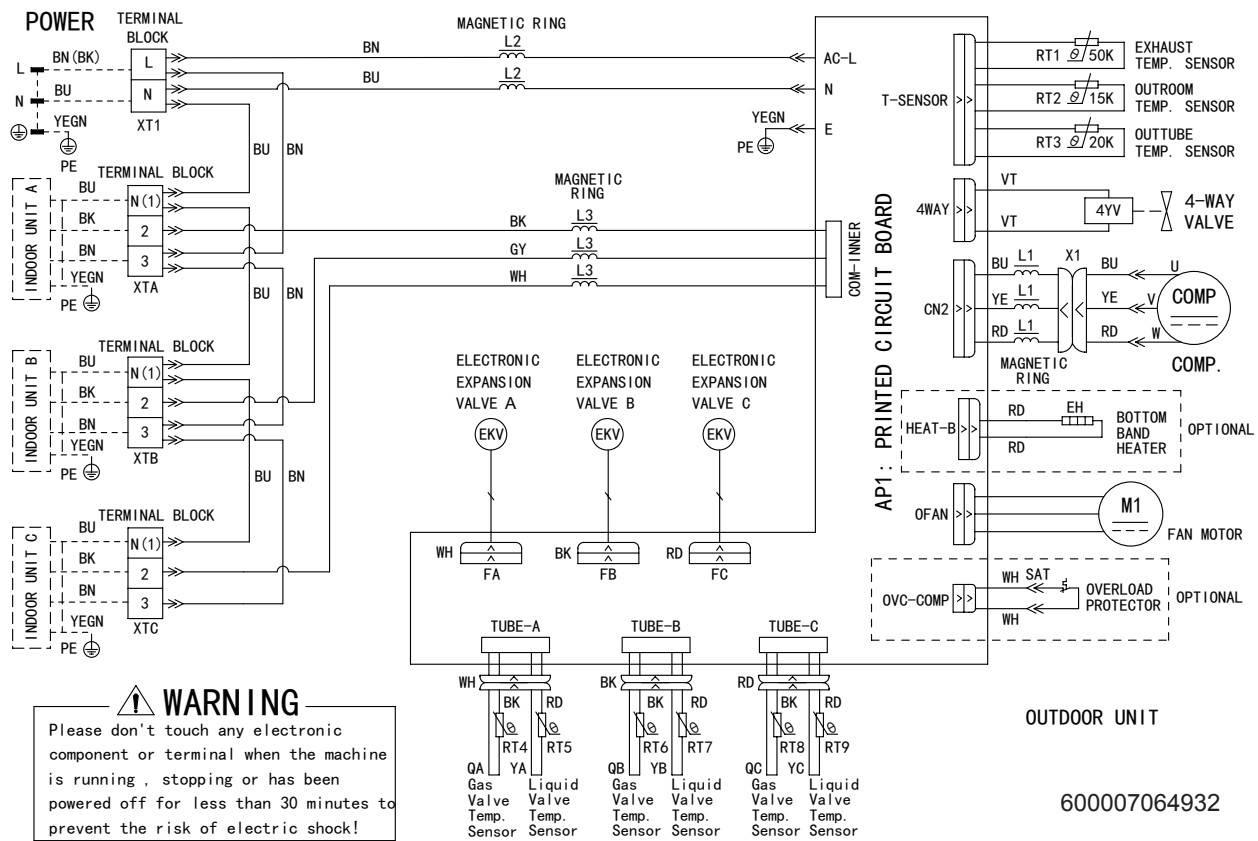 POWER
TERMINAL
BLOCK
L
BN(BK)
L
N
BU
N
YEGN
PE
XT1
BN
BU
MAGNETIC RING
L2
L2
AC-L
N
YEGN
E
PE
BU
BN
TERMINAL BLOCK
INDOOR UNIT A
BU
N(1)
BK
2
BN
3
YEGN
PE
XTA
BU
BN
MAGNETIC
RING
BK
L3
GY
L3
WH
L3
COM-INNER
TERMINAL BLOCK
INDOOR UNIT B
BU
N(1)
BK
2
BN
3
YEGN
PE
XTB
BU
BN
TERMINAL BLOCK
INDOOR UNIT C
BU
N(1)
BK
2
BN
3
YEGN
PE
XTC
ELECTRONIC
EXPANSION
VALVE A
EKV
WH
FA
ELECTRONIC
EXPANSION
VALVE B
EKV
BK
FB
ELECTRONIC
EXPANSION
VALVE C
EKV
RD
FC
AP1: PRINTED CIRCUIT BOARD
T-SENSOR
RT1 θ 50K
EXHAUST
TEMP. SENSOR
RT2 θ 15K
OUTROOM
TEMP. SENSOR
RT3 θ 20K
OUTTUBE
TEMP. SENSOR
4WAY
VT
VT
4YV
4-WAY
VALVE
CN2
BU
L1
X1
BU
U
YE
L1
YE
V
RD
L1
RD
W
COMP
COMP.
MAGNETIC
RING
HEAT-B
RD
EH
RD
BOTTOM
BAND
HEATER
OPTIONAL
OFAN
M1
FAN MOTOR
OVC-COMP
WH
SAT
WH
OVERLOAD
PROTECTOR
OPTIONAL
TUBE-A
WH
BK
RD
θ
RT4
θ
RT5
QA
YA
Gas
Valve
Temp.
Sensor
Liquid
Valve
Temp.
Sensor
TUBE-B
BK
BK
RD
θ
RT6
θ
RT7
QB
YB
Gas
Valve
Temp.
Sensor
Liquid
Valve
Temp.
Sensor
TUBE-C
RD
BK
RD
θ
RT8
θ
RT9
QC
YC
Gas
Valve
Temp.
Sensor
Liquid
Valve
Temp.
Sensor
WARNING
Please don't touch any electronic
component or terminal when the machine
is running , stopping or has been
powered off for less than 30 minutes to
prevent the risk of electric shock!
OUTDOOR UNIT
600007064932